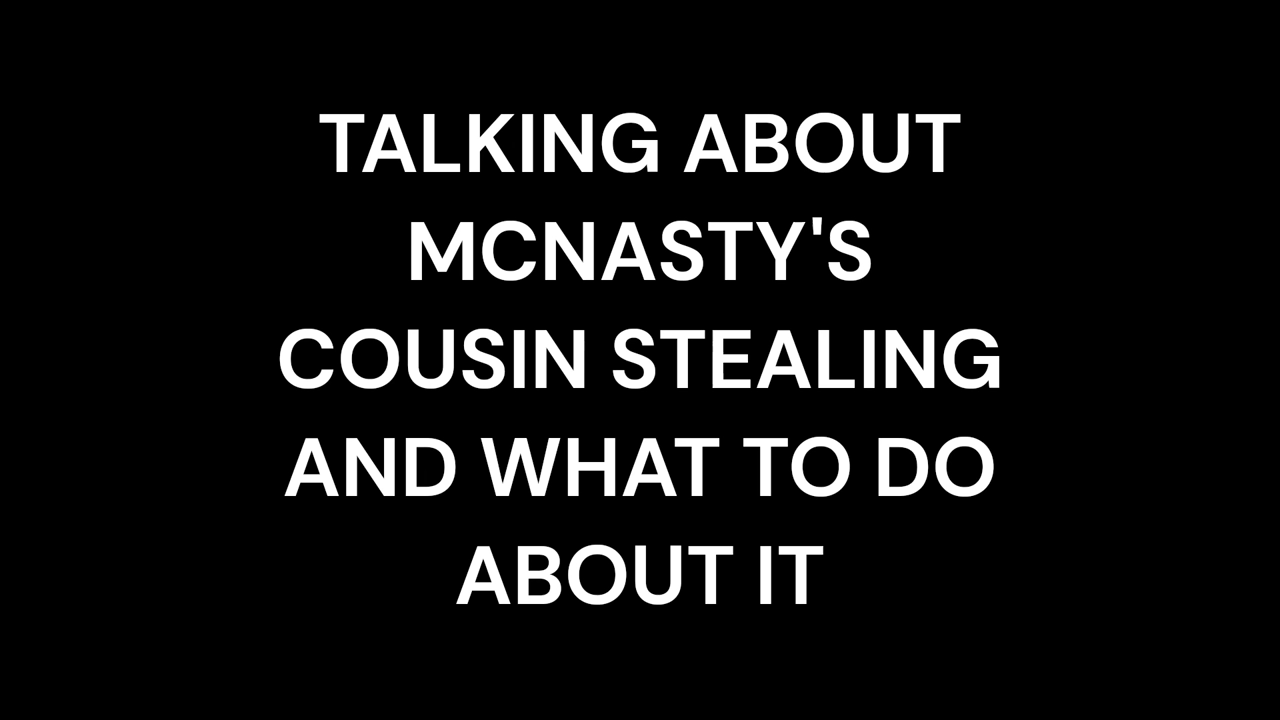 TALKING ABOUT
MCNASTY'S
COUSIN STEALING
AND WHAT TO DO
ABOUT IT